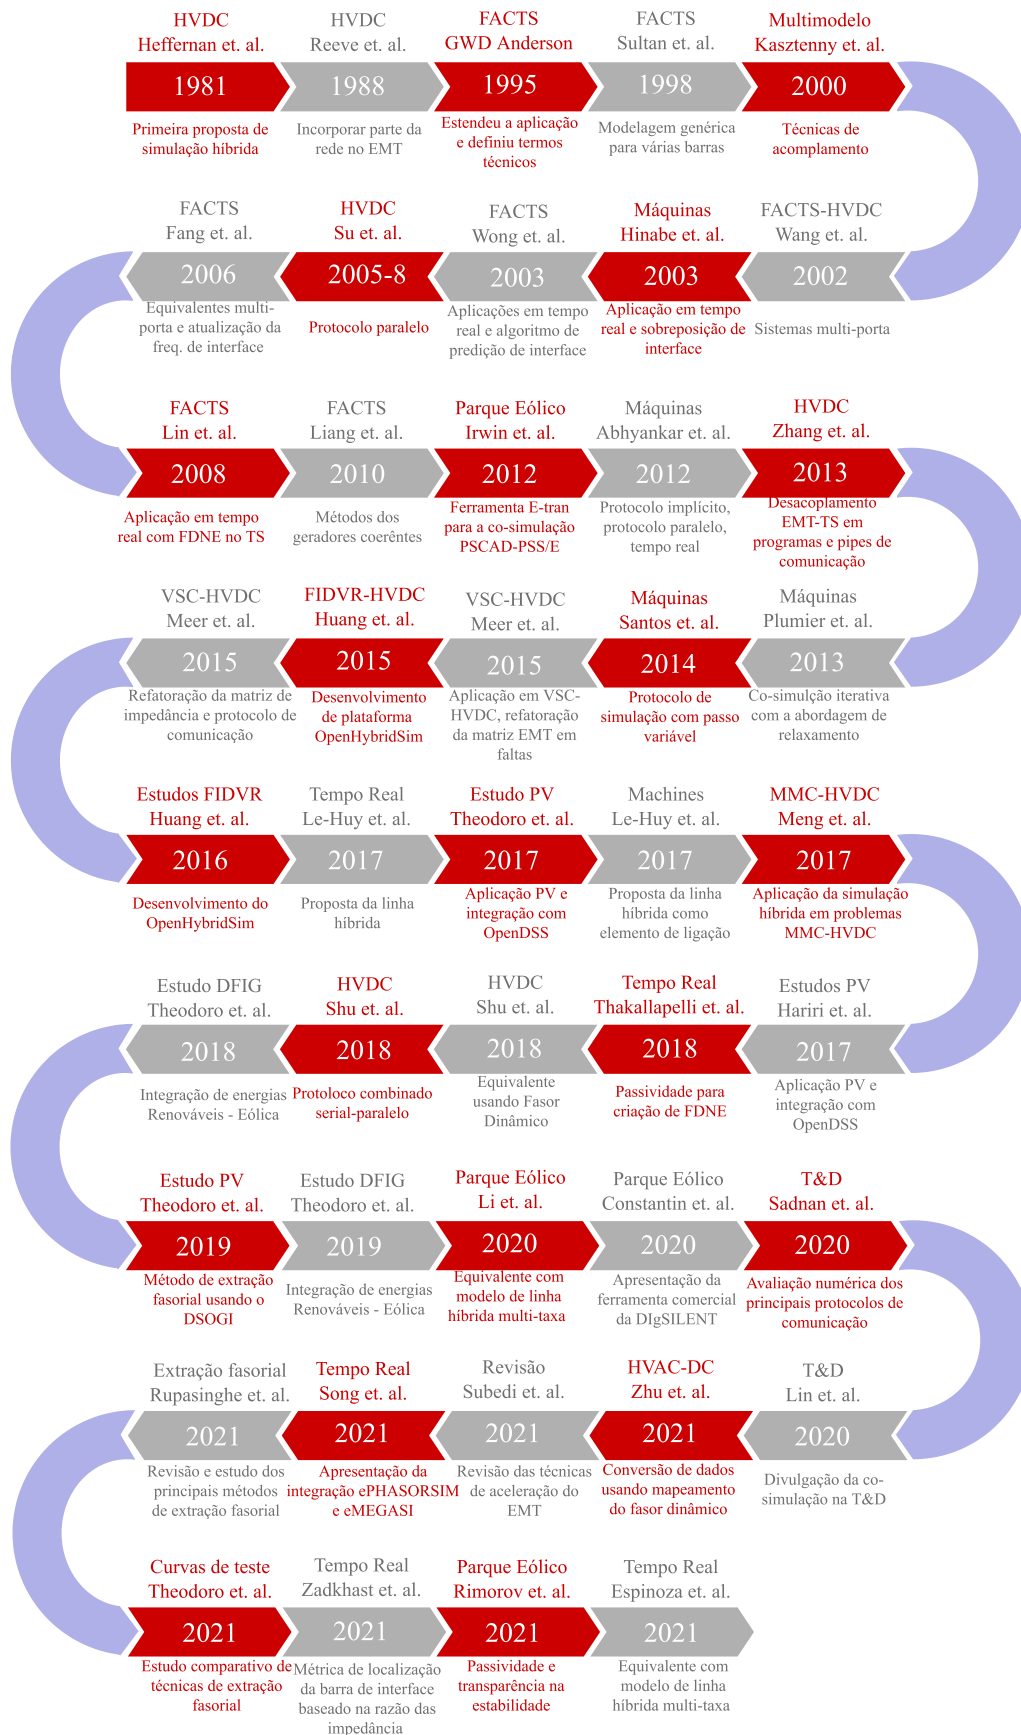 HVDC
Heffernan et. al.
1981
Primeira proposta de
simulação híbrida
HVDC
Reeve et. al.
1988
Incorporar parte da
rede no EMT
FACTS
GWD Anderson
1995
Estendeu a aplicação
e definiu termos
técnicos
FACTS
Sultan et. al.
1998
Modelagem genérica
para várias barras
Multimodelo
Kasztenny et. al.
2000
Técnicas de
acomplamento
FACTS-HVDC
Wang et. al.
2002
Sistemas multi-porta
Máquinas
Hinabe et. al.
2003
Aplicação em tempo
real e sobreposição de
interface
FACTS
Wong et. al.
2003
Aplicações em tempo
real e algoritmo de
predição de interface
HVDC
Su et. al.
2005-8
Protocolo paralelo
FACTS
Fang et. al.
2006
Equivalentes multi-
porta e atualização da
freq. de interface
FACTS
Lin et. al.
2008
Aplicação em tempo
real com FDNE no TS
FACTS
Liang et. al.
2010
Métodos dos
geradores coerêntes
Parque Eólico
Irwin et. al.
2012
Ferramenta E-tran
para a co-simulação
PSCAD-PSS/E
Máquinas
Abhyankar et. al.
2012
Protocolo implícito,
protocolo paralelo,
tempo real
HVDC
Zhang et. al.
2013
Desacoplamento
EMT-TS em
programas e pipes de
comunicação
Máquinas
Plumier et. al.
2013
Co-simulção iterativa
com a abordagem de
relaxamento
Máquinas
Santos et. al.
2014
Protocolo de
simulação com passo
variável
VSC-HVDC
Meer et. al.
2015
Aplicação em VSC-
HVDC, refatoração
da matriz EMT em
faltas
FIDVR-HVDC
Huang et. al.
2015
Desenvolvimento
de plataforma
OpenHybridSim
VSC-HVDC
Meer et. al.
2015
Refatoração da matriz de
impedância e protocolo de
comunicação
Estudos FIDVR
Huang et. al.
2016
Desenvolvimento do
OpenHybridSim
Tempo Real
Le-Huy et. al.
2017
Proposta da linha
híbrida
Estudo PV
Theodoro et. al.
2017
Aplicação PV e
integração com
OpenDSS
Machines
Le-Huy et. al.
2017
Proposta da linha
híbrida como
elemento de ligação
MMC-HVDC
Meng et. al.
2017
Aplicação da simulação
híbrida em problemas
MMC-HVDC
Estudos PV
Hariri et. al.
2017
Aplicação PV e
integração com
OpenDSS
Tempo Real
Thakallapelli et. al.
2018
Passividade para
criação de FDNE
HVDC
Shu et. al.
2018
Equivalente
usando Fasor
Dinâmico
HVDC
Shu et. al.
2018
Protoloco combinado
serial-paralelo
Estudo DFIG
Theodoro et. al.
2018
Integração de energias
Renováveis - Eólica
Estudo PV
Theodoro et. al.
2019
Método de extração
fasorial usando o
DSOGI
Estudo DFIG
Theodoro et. al.
2019
Integração de energias
Renováveis - Eólica
Parque Eólico
Li et. al.
2020
Equivalente com
modelo de linha
híbrida multi-taxa
Parque Eólico
Constantin et. al.
2020
Apresentação da
ferramenta comercial
da DIgSILENT
T&D
Sadnan et. al.
2020
Avaliação numérica dos
principais protocolos de
comunicação
T&D
Lin et. al.
2020
Divulgação da co-
simulação na T&D
HVAC-DC
Zhu et. al.
2021
Conversão de dados
usando mapeamento
do fasor dinâmico
Revisão
Subedi et. al.
2021
Revisão das técnicas
de aceleração do
EMT
Tempo Real
Song et. al.
2021
Apresentação da
integração ePHASORSIM
e eMEGASI
Extração fasorial
Rupasinghe et. al.
2021
Revisão e estudo dos
principais métodos
de extração fasorial
Curvas de teste
Theodoro et. al.
2021
Estudo comparativo de
técnicas de extração
fasorial
Tempo Real
Zadkhast et. al.
2021
Métrica de localização
da barra de interface
baseado na razão das
impedância
Parque Eólico
Rimorov et. al.
2021
Passividade e
transparência na
estabilidade
Tempo Real
Espinoza et. al.
2021
Equivalente com
modelo de linha
híbrida multi-taxa